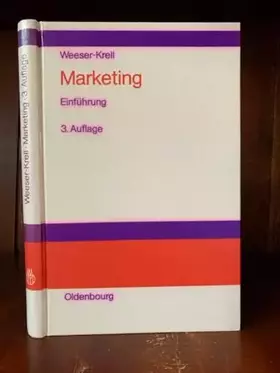 Weeser-Krell
Marketing
Einführung
3. Auflage
Oldenbourg
Weeser-Krell Marketing 3. Auflage